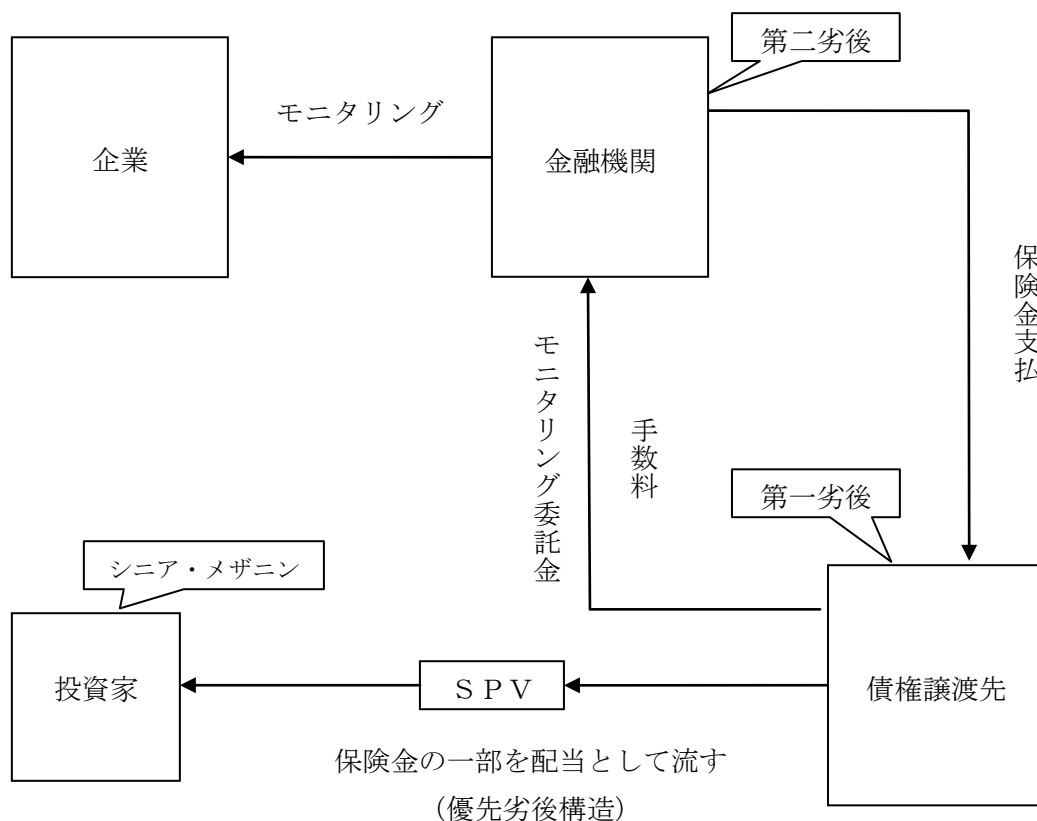 第二劣後
モニタリング
企業
金融機関
保険金支払
モニタリング委託金
手数料
第一劣後
シニア・メザニン
投資家
ＳＰＶ
債権譲渡先
保険金の一部を配当として流す
（優先劣後構造）